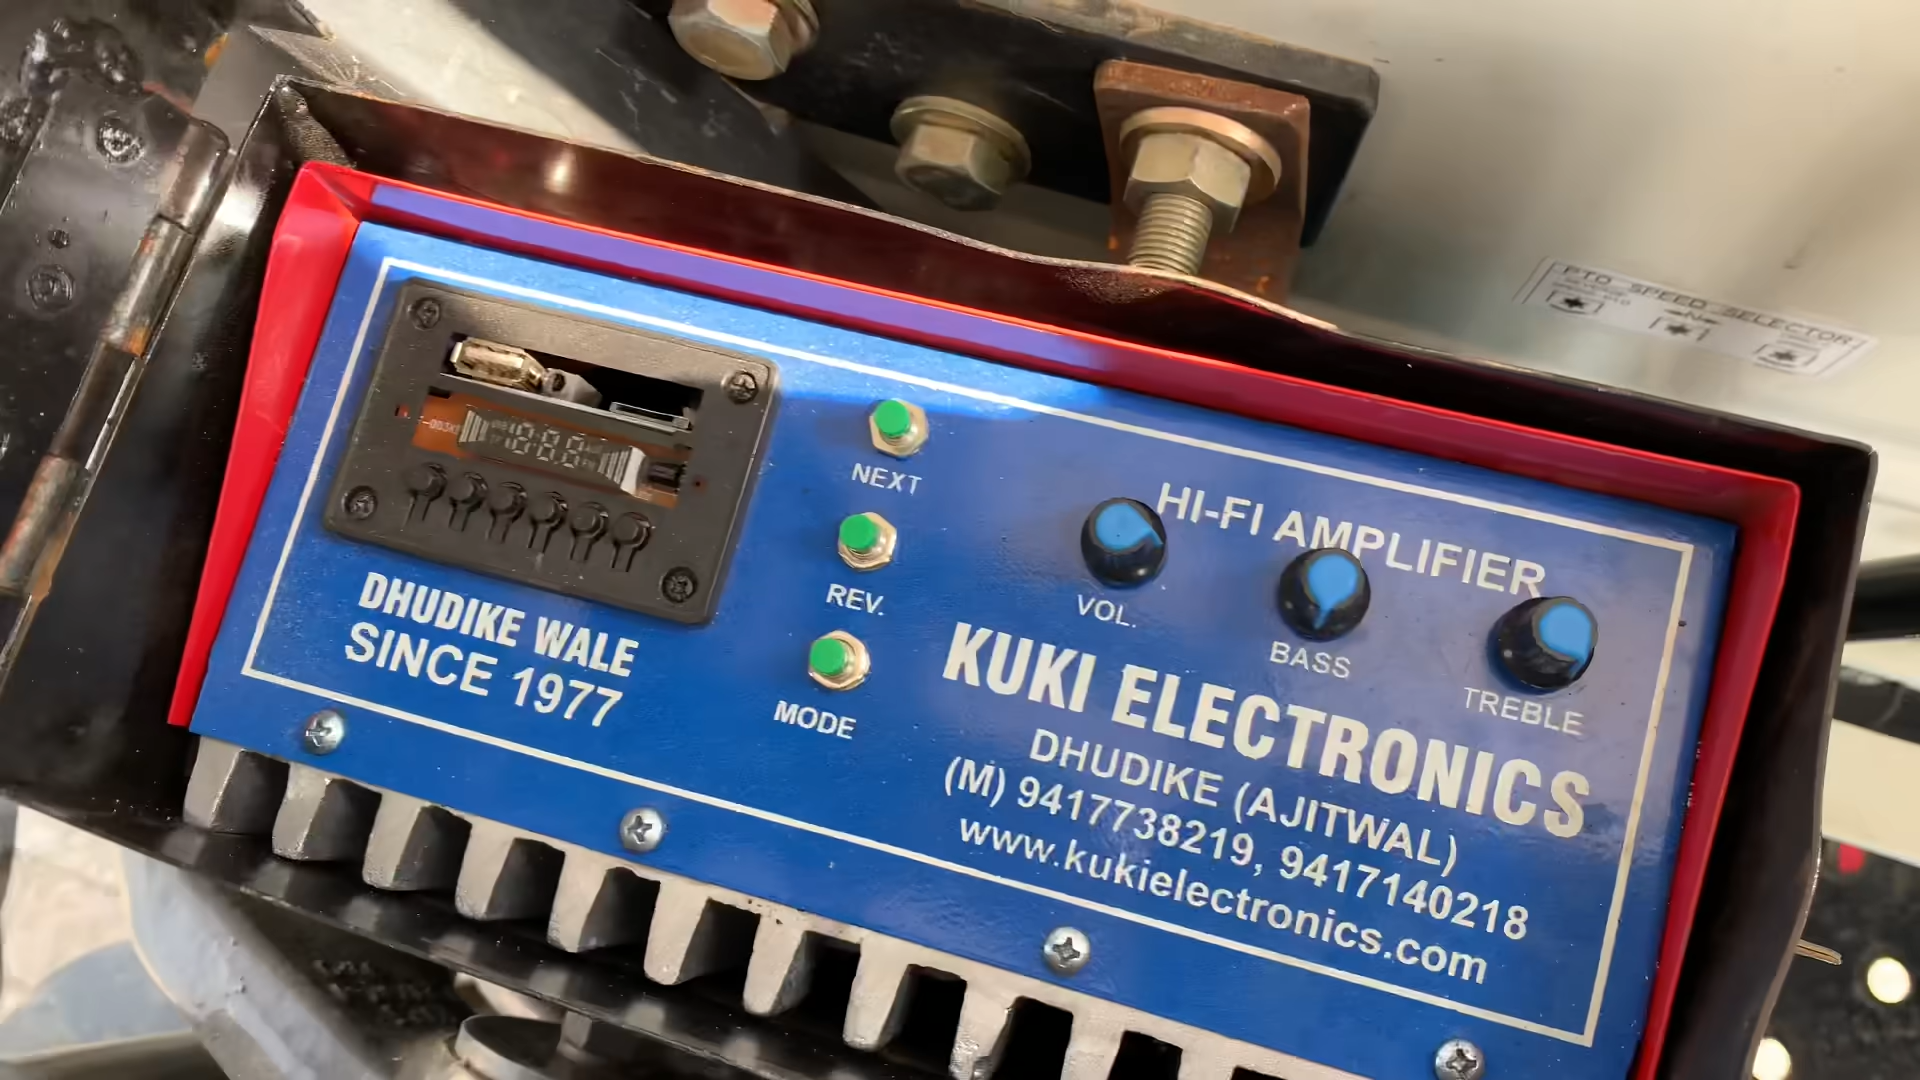 PTO SPEED SELECTOR
N
NEXT
REV.
MODE
HI-FI AMPLIFIER
VOL.
BASS
TREBLE
DHUDIKE WALE
SINCE 1977
KUKI ELECTRONICS
DHUDIKE (AJITWAL)
(M) 9417738219, 9417140218
www.kukielectronics.com